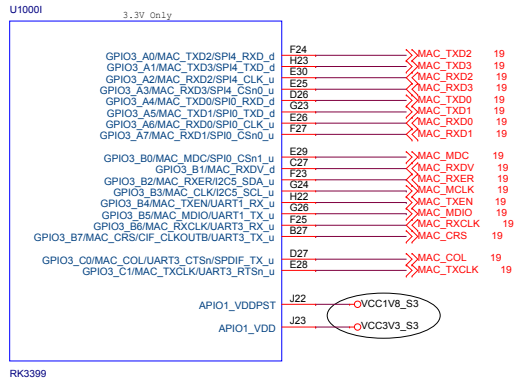 U1000I
3.3V Only
GPIO3_A0/MAC_TXD2/SPI4_RXD_d F24 MAC_TXD2 19
GPIO3_A1/MAC_TXD3/SPI4_TXD_d H23 MAC_TXD3 19
GPIO3_A2/MAC_RXD2/SPI4_CLK_u E30 MAC_RXD2 19
GPIO3_A3/MAC_RXD3/SPI4_CSn0_u E25 MAC_RXD3 19
GPIO3_A4/MAC_TXD0/SPI0_RXD_d D26 MAC_TXD0 19
GPIO3_A5/MAC_TXD1/SPI0_TXD_d G23 MAC_TXD1 19
GPIO3_A6/MAC_RXD0/SPI0_CLK_u E26 MAC_RXD0 19
GPIO3_A7/MAC_RXD1/SPI0_CSn0_u F27 MAC_RXD1 19
GPIO3_B0/MAC_MDC/SPI0_CSn1_u E29 MAC_MDC 19
GPIO3_B1/MAC_RXDV_d C27 MAC_RXDV 19
GPIO3_B2/MAC_RXER/I2C5_SDA_u F23 MAC_RXER 19
GPIO3_B3/MAC_CLK/I2C5_SCL_u G24 MAC_MCLK 19
GPIO3_B4/MAC_TXEN/UART1_RX_u H22 MAC_TXEN 19
GPIO3_B5/MAC_MDIO/UART1_TX_u G26 MAC_MDIO 19
GPIO3_B6/MAC_RXCLK/UART3_RX_u F25 MAC_RXCLK 19
GPIO3_B7/MAC_CRS/CIF_CLKOUTB/UART3_TX_u B27 MAC_CRS 19
GPIO3_C0/MAC_COL/UART3_CTSn/SPDIF_TX_u D27 MAC_COL 19
GPIO3_C1/MAC_TXCLK/UART3_RTSn_u E28 MAC_TXCLK 19
APIO1_VDDPST J22 VCC1V8_S3
APIO1_VDD J23 VCC3V3_S3
RK3399